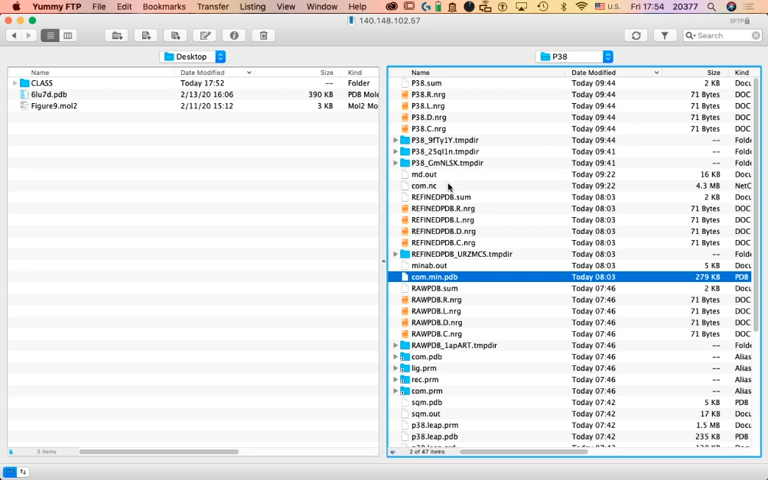 Yummy FTP File Edit Bookmarks Transfer Listing View Window Help U.S. Fri 17:54 20377
140.148.102.57 SFTP
Desktop P38 Search
Name Date Modified Size Kind
CLASS Today 17:52 -- Folder
6lu7d.pdb 2/13/20 16:06 390 KB PDB Mole
Figure9.mol2 2/11/20 15:12 3 KB Mol2 Mo
3 items
Name Date Modified Size Kind
P38.sum Today 09:44 2 KB Docu
P38.R.nrg Today 09:44 71 Bytes DOC
P38.L.nrg Today 09:44 71 Bytes DOC
P38.D.nrg Today 09:44 71 Bytes DOC
P38.C.nrg Today 09:44 71 Bytes DOC
P38_9fTy1Y.tmpdir Today 09:44 -- Folde
P38_25qI1n.tmpdir Today 09:41 -- Folde
P38_GmNLSX.tmpdir Today 09:41 -- Folde
md.out Today 09:22 16 KB Docu
com.nc Today 09:22 4.3 MB NetC
REFINEDPDB.sum Today 08:03 2 KB Docu
REFINEDPDB.R.nrg Today 08:03 71 Bytes DOC
REFINEDPDB.L.nrg Today 08:03 71 Bytes DOC
REFINEDPDB.D.nrg Today 08:03 71 Bytes DOC
REFINEDPDB.C.nrg Today 08:03 71 Bytes DOC
REFINEDPDB_URZMCS.tmpdir Today 08:03 -- Folde
minab.out Today 08:03 5 KB Docu
com.min.pdb Today 08:03 279 KB PDB
RAWPDB.sum Today 07:46 2 KB Docu
RAWPDB.R.nrg Today 07:46 71 Bytes DOC
RAWPDB.L.nrg Today 07:46 71 Bytes DOC
RAWPDB.D.nrg Today 07:46 71 Bytes DOC
RAWPDB.C.nrg Today 07:46 71 Bytes DOC
RAWPDB_1apART.tmpdir Today 07:46 -- Folde
com.pdb Today 07:46 -- Alias
lig.prm Today 07:46 -- Alias
rec.prm Today 07:46 -- Alias
com.prm Today 07:46 -- Alias
sqm.pdb Today 07:42 5 KB PDB
sqm.out Today 07:42 17 KB Docu
p38.leap.prm Today 07:42 1.5 MB Docu
p38.leap.pdb Today 07:42 235 KB PDB
2 of 47 items